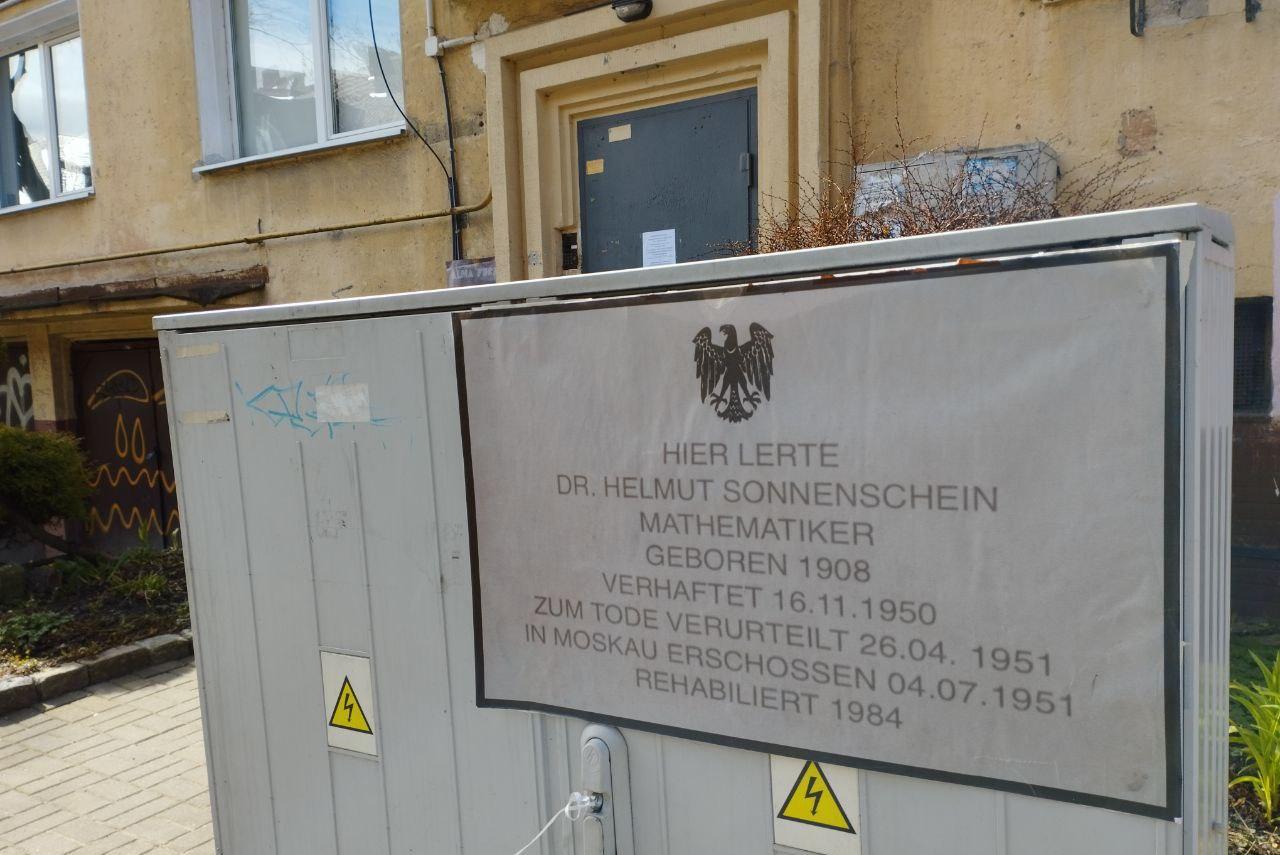 HIER LERTE
DR. HELMUT SONNENSCHEIN
MATHEMATIKER
GEBOREN 1908
VERHAFTET 16.11.1950
ZUM TODE VERURTEILT 26.04. 1951
IN MOSKAU ERSCHOSSEN 04.07.1951
REHABILIERT 1984